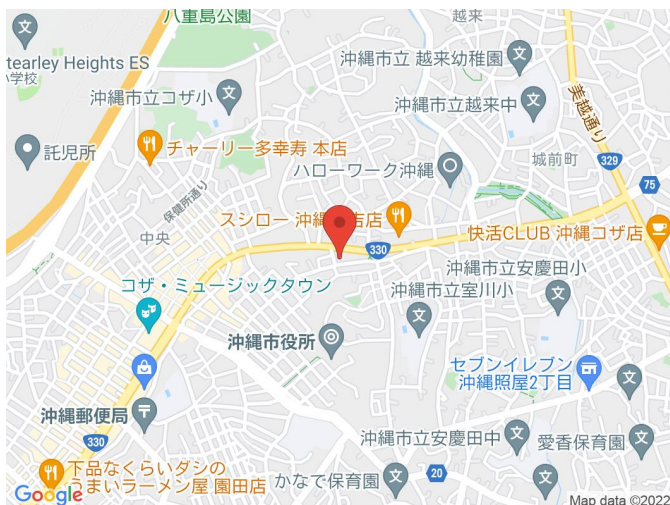 八重島公園
越来
tearley Heights ES
小学校
沖縄市立 越来幼稚園
沖縄市立コザ小
沖縄市立越来中
美越通り
託児所
チャーリー多幸寿 本店
ハローワーク沖縄
城前町
329
75
保健所通り
中央
スシロー 沖縄
吉店
330
快活CLUB 沖縄コザ店
沖縄市立安慶田小
コザ・ミュージックタウン
沖縄市立室川小
沖縄市役所
セブンイレブン
沖縄照屋2丁目
沖縄郵便局
330
沖縄市立安慶田中
愛香保育園
下品なくらいダシの
うまいラーメン屋 園田店
かなで保育園
20
Google
Map data ©2022